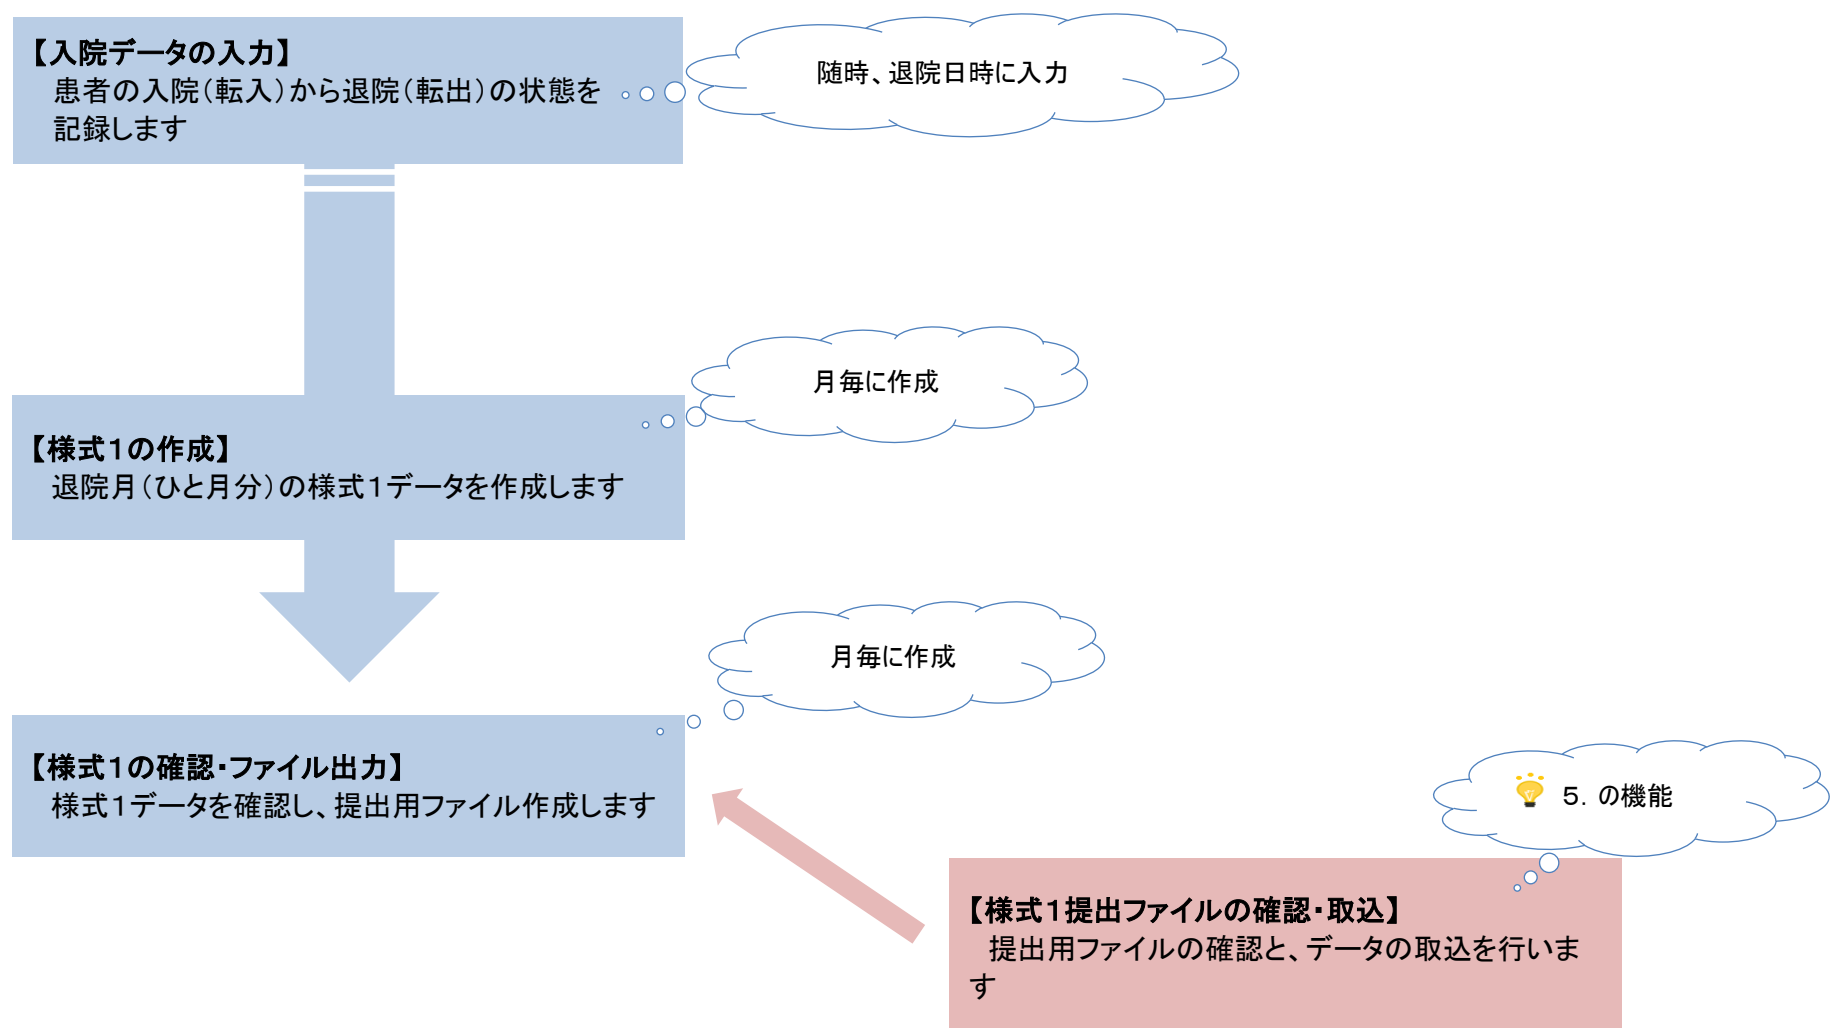 【入院データの入力】
患者の入院（転入）から退院（転出）の状態を
記録します
随時、退院日時に入力
月毎に作成
【様式１の作成】
退院月（ひと月分）の様式１データを作成します
月毎に作成
【様式１の確認・ファイル出力】
様式１データを確認し、提出用ファイル作成します
５．の機能
【様式１提出ファイルの確認・取込】
提出用ファイルの確認と、データの取込を行いま
す